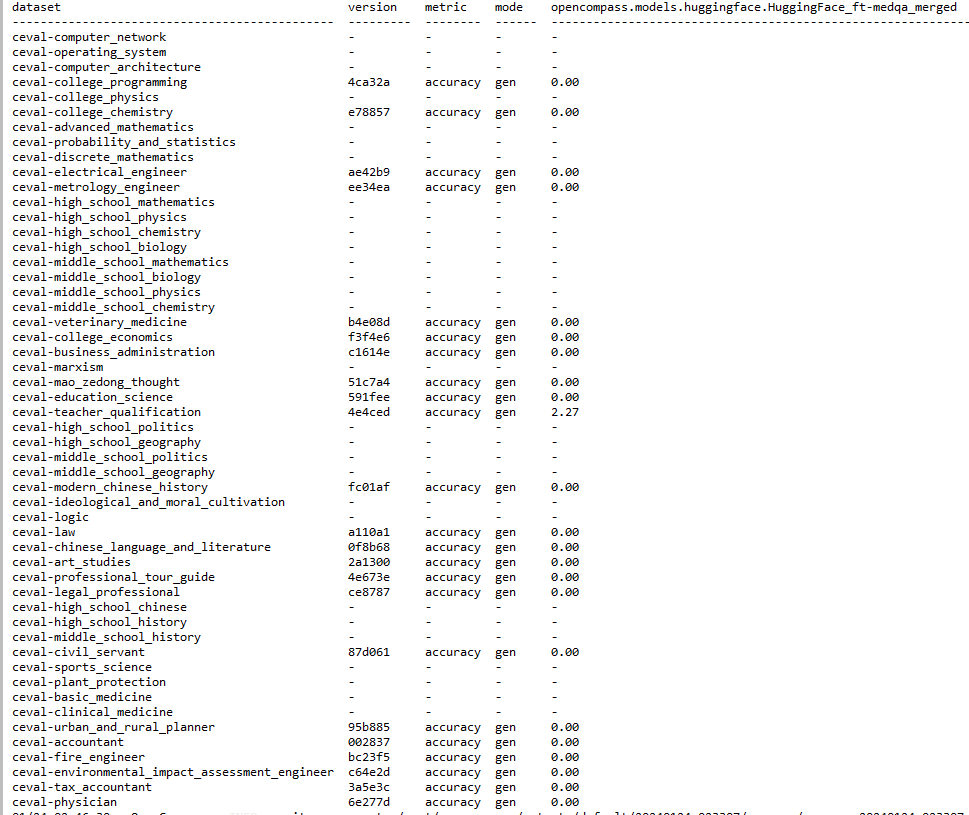 dataset version metric mode opencompass.models.huggingface.HuggingFace_ft-medqa_merged
---------------------------------------------- --------- -------- ------ ------------------------------------------------------------
ceval-computer_network - - - -
ceval-operating_system - - - -
ceval-computer_architecture - - - -
ceval-college_programming 4ca32a accuracy gen 0.00
ceval-college_physics - - - -
ceval-college_chemistry e78857 accuracy gen 0.00
ceval-advanced_mathematics - - - -
ceval-probability_and_statistics - - - -
ceval-discrete_mathematics - - - -
ceval-electrical_engineer ae42b9 accuracy gen 0.00
ceval-metrology_engineer ee34ea accuracy gen 0.00
ceval-high_school_mathematics - - - -
ceval-high_school_physics - - - -
ceval-high_school_chemistry - - - -
ceval-high_school_biology - - - -
ceval-middle_school_mathematics - - - -
ceval-middle_school_biology - - - -
ceval-middle_school_physics - - - -
ceval-middle_school_chemistry - - - -
ceval-veterinary_medicine b4e08d accuracy gen 0.00
ceval-college_economics f3f4e6 accuracy gen 0.00
ceval-business_administration c1614e accuracy gen 0.00
ceval-marxism - - - -
ceval-mao_zedong_thought 51c7a4 accuracy gen 0.00
ceval-education_science 591fee accuracy gen 0.00
ceval-teacher_qualification 4e4ced accuracy gen 2.27
ceval-high_school_politics - - - -
ceval-high_school_geography - - - -
ceval-middle_school_politics - - - -
ceval-middle_school_geography - - - -
ceval-modern_chinese_history fc01af accuracy gen 0.00
ceval-ideological_and_moral_cultivation - - - -
ceval-logic - - - -
ceval-law a110a1 accuracy gen 0.00
ceval-chinese_language_and_literature 0f8b68 accuracy gen 0.00
ceval-art_studies 2a1300 accuracy gen 0.00
ceval-professional_tour_guide 4e673e accuracy gen 0.00
ceval-legal_professional ce8787 accuracy gen 0.00
ceval-high_school_chinese - - - -
ceval-high_school_history - - - -
ceval-middle_school_history - - - -
ceval-civil_servant 87d061 accuracy gen 0.00
ceval-sports_science - - - -
ceval-plant_protection - - - -
ceval-basic_medicine - - - -
ceval-clinical_medicine - - - -
ceval-urban_and_rural_planner 95b885 accuracy gen 0.00
ceval-accountant 002837 accuracy gen 0.00
ceval-fire_engineer bc23f5 accuracy gen 0.00
ceval-environmental_impact_assessment_engineer c64e2d accuracy gen 0.00
ceval-tax_accountant 3a5e3c accuracy gen 0.00
ceval-physician 6e277d accuracy gen 0.00